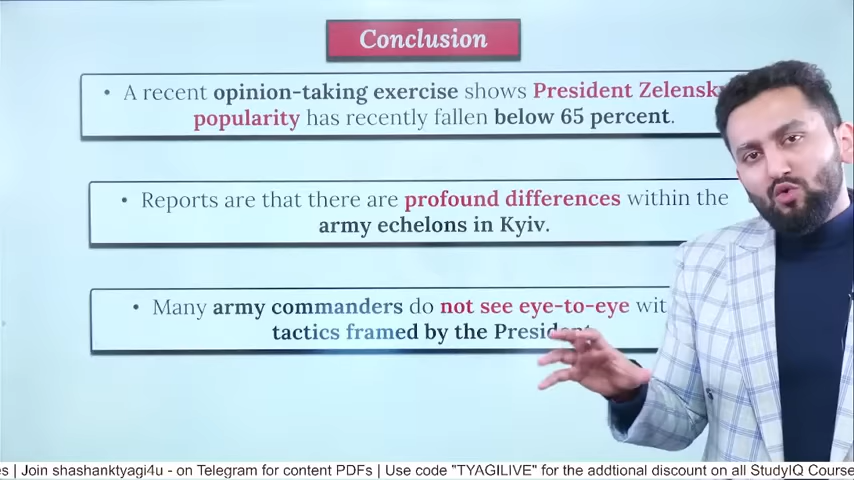 Conclusion
• A recent opinion-taking exercise shows President Zelensk
popularity has recently fallen below 65 percent.
• Reports are that there are profound differences within the
army echelons in Kyiv.
• Many army commanders do not see eye-to-eye wit
tactics framed by the President.
s | Join shashanktyagi4u - on Telegram for content PDFs | Use code "TYAGILIVE" for the addtional discount on all StudyIQ Course